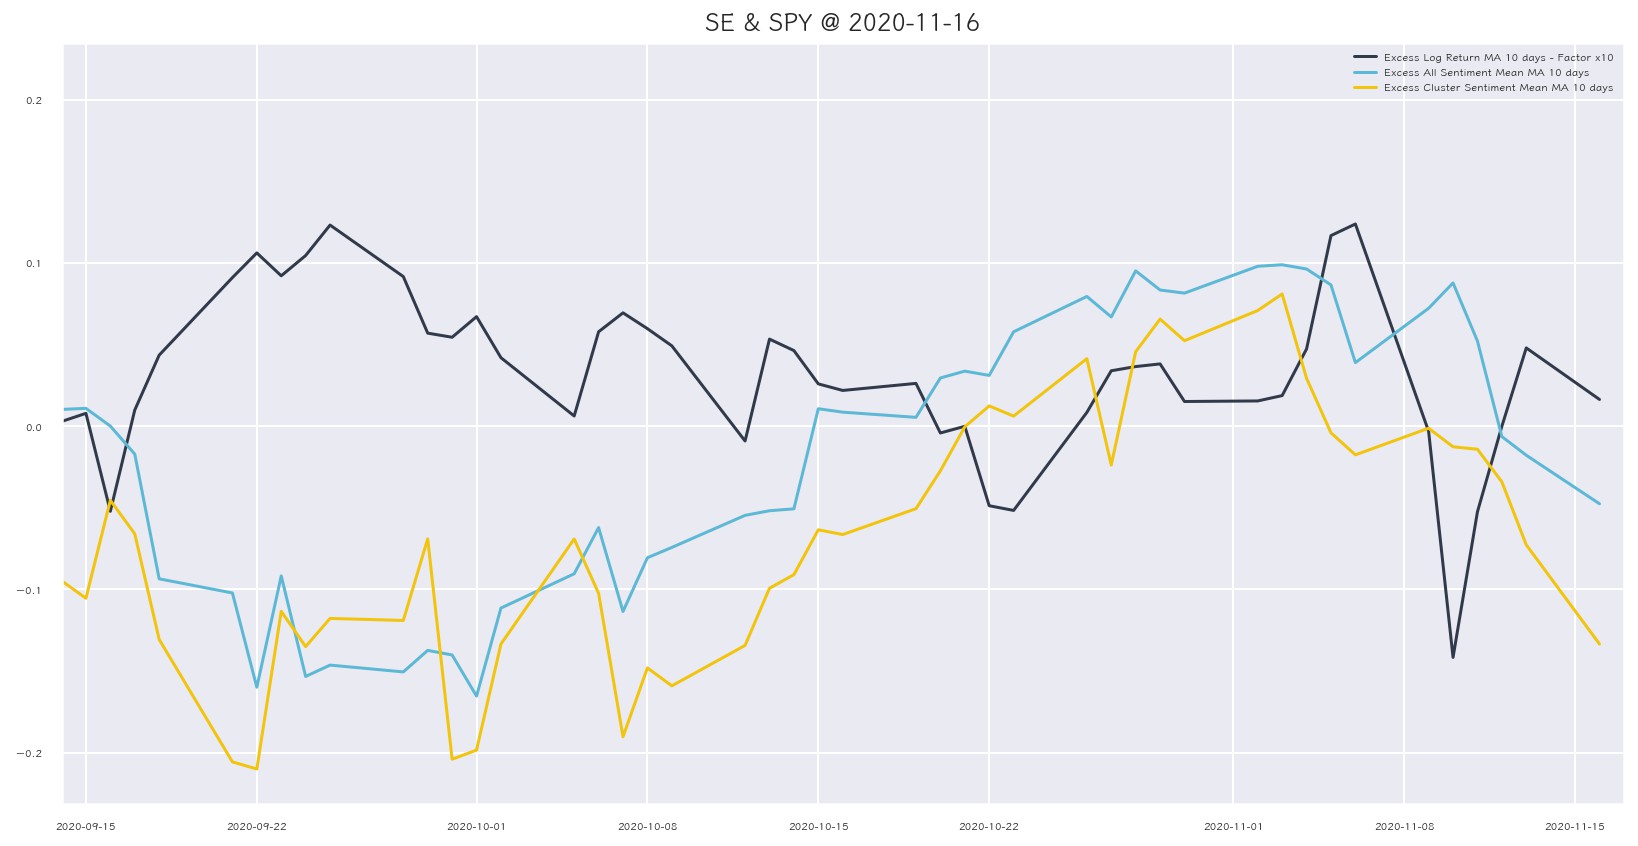 SE & SPY @ 2020-11-16
Excess Log Return MA 10 days - Factor x10
Excess All Sentiment Mean MA 10 days
Excess Cluster Sentiment Mean MA 10 days
0.2
0.1
0.0
−0.1
−0.2
2020-09-15 2020-09-22 2020-10-01 2020-10-08 2020-10-15 2020-10-22 2020-11-01 2020-11-08 2020-11-15